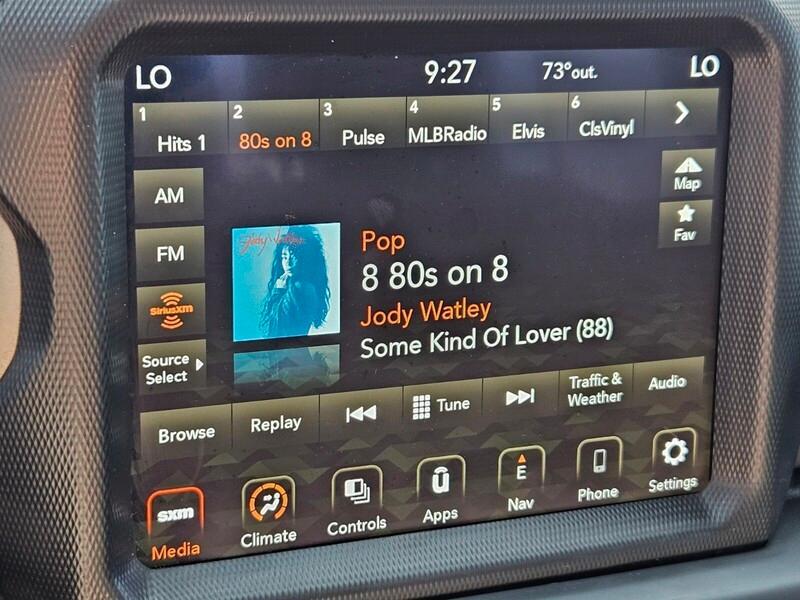 LO 9:27 73°out. LO
1 2 3 4 5 6
Hits 1 80s on 8 Pulse MLBRadio Elvis ClsVinyl
AM
Map
FM
Fav
SiriusXM
Source
Select
Jody Watley
Pop
8 80s on 8
Jody Watley
Some Kind Of Lover (88)
Browse Replay Tune Traffic &
Weather Audio
sxm E
Media Climate Controls Apps Nav Phone Settings